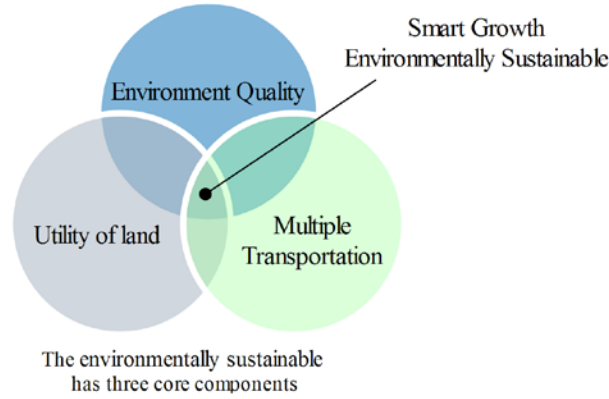 Smart Growth
Environmentally Sustainable
Environment Quality
Utility of land
Multiple
Transportation
The environmentally sustainable
has three core components